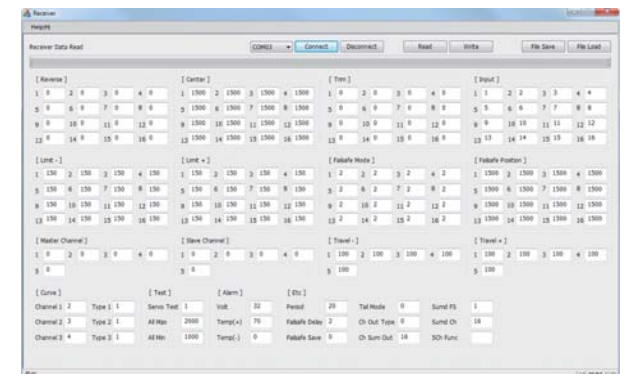 Receiver
Help(H)
Receiver Data Read COM13 Connect Disconnect Read Write File Save File Load
[ Reverse ] [ Center ] [ Trim ] [ Input ]
1 0 2 0 3 0 4 0 1 1500 2 1500 3 1500 4 1500 1 0 2 0 3 0 4 0 1 1 2 2 3 3 4 4
5 0 6 0 7 0 8 0 5 1500 6 1500 7 1500 8 1500 5 0 6 0 7 0 8 0 5 5 6 6 7 7 8 8
9 0 10 0 11 0 12 0 9 1500 10 1500 11 1500 12 1500 9 0 10 0 11 0 12 0 9 9 10 10 11 11 12 12
13 0 14 0 15 0 16 0 13 1500 14 1500 15 1500 16 1500 13 0 14 0 15 0 16 0 13 13 14 14 15 15 16 16
[ Limit - ] [ Limit + ] [ Failsafe Mode ] [ Failsafe Position ]
1 150 2 150 3 150 4 150 1 150 2 150 3 150 4 150 1 2 2 2 3 2 4 2 1 1500 2 1500 3 1500 4 1500
5 150 6 150 7 150 8 150 5 150 6 150 7 150 8 150 5 2 6 2 7 2 8 2 5 1500 6 1500 7 1500 8 1500
9 150 10 150 11 150 12 150 9 150 10 150 11 150 12 150 9 2 10 2 11 2 12 2 9 1500 10 1500 11 1500 12 1500
13 150 14 150 15 150 16 150 13 150 14 150 15 150 16 150 13 2 14 2 15 2 16 2 13 1500 14 1500 15 1500 16 1500
[ Master Channel ] [ Slave Channel ] [ Travel - ] [ Travel + ]
1 0 2 0 3 0 4 0 1 0 2 0 3 0 4 0 1 100 2 100 3 100 4 100 1 100 2 100 3 100 4 100
5 0 5 0 5 100 5 100
[ Curve ] [ Test ] [ Alarm ] [ Etc ]
Channel 1 2 Type 1 1 Servo Test 1 Volt 32 Period 20 Tail Mode 0 Sumd FS 1
Channel 2 3 Type 2 1 All Max 2000 Temp(+) 70 Failsafe Delay 2 Ch Out Type 0 Sumd Ch 16
Channel 3 4 Type 3 1 All Min 1000 Temp(-) 0 Failsafe Save 0 Ch Sum Out 16 SCh Func